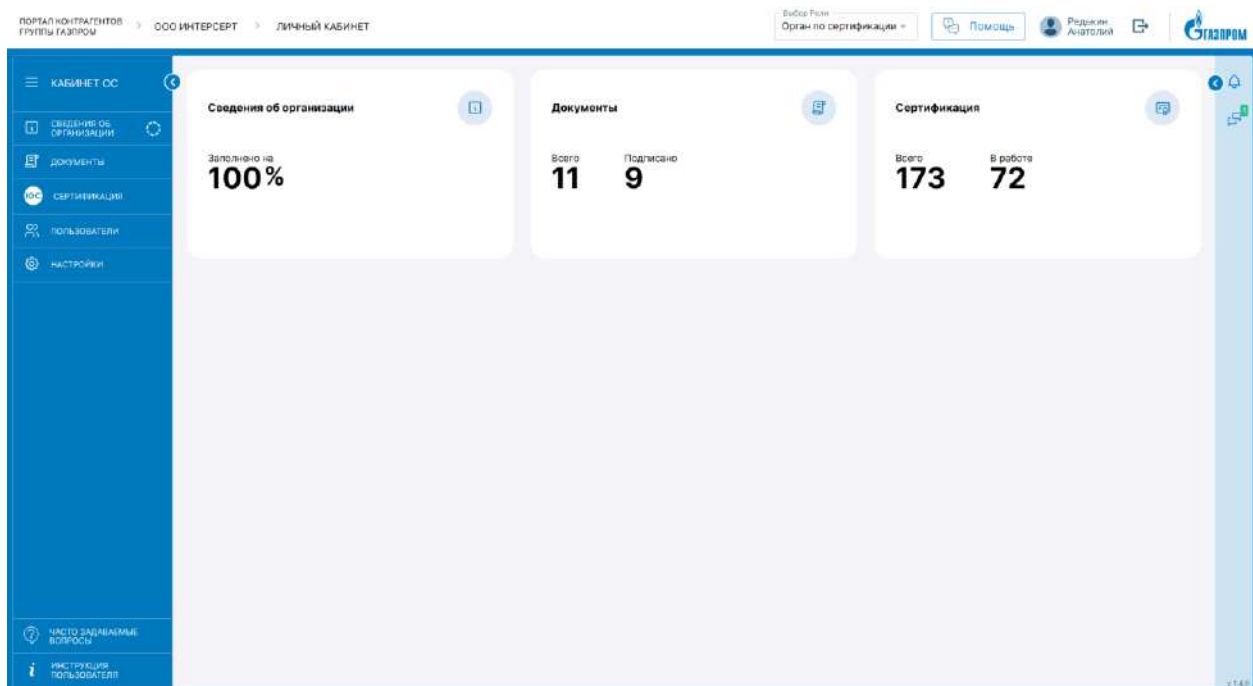 ПОРТАЛ КОНТРАГЕНТОВ
ГРУППЫ ГАЗПРОМ
ООО ИНТЕРСЕРТ
ЛИЧНЫЙ КАБИНЕТ
Выбор Роли
Орган по сертификации
Помощь
Редькин
Анатолий
ГАЗПРОМ
КАБИНЕТ ОС
СВЕДЕНИЯ ОБ
ОРГАНИЗАЦИИ
ДОКУМЕНТЫ
СЕРТИФИКАЦИЯ
ПОЛЬЗОВАТЕЛИ
НАСТРОЙКИ
Сведения об организации
Заполнено на
100%
Документы
Всего Подписано
11 9
Сертификация
Всего В работе
173 72
ЧАСТО ЗАДАВАЕМЫЕ
ВОПРОСЫ
ИНСТРУКЦИЯ
ПОЛЬЗОВАТЕЛЯ